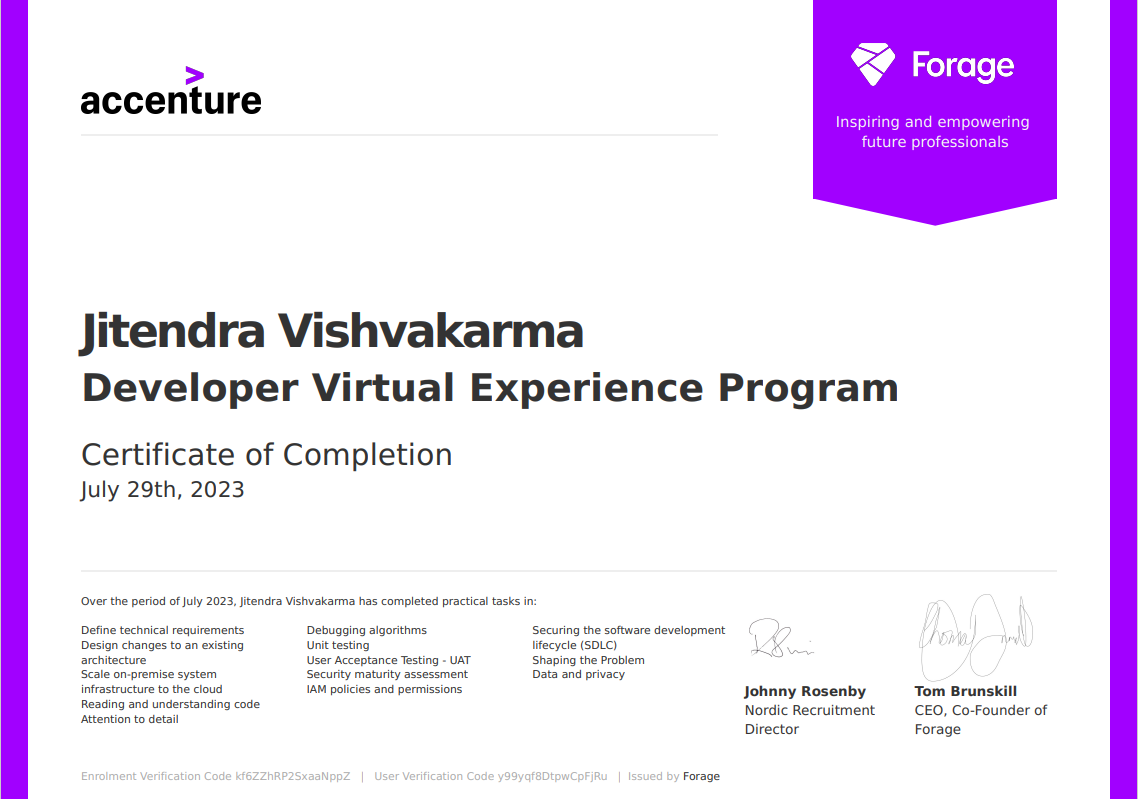 accenture
Forage
Inspiring and empowering
future professionals
Jitendra Vishvakarma
Developer Virtual Experience Program
Certificate of Completion
July 29th, 2023
Over the period of July 2023, Jitendra Vishvakarma has completed practical tasks in:
Define technical requirements
Design changes to an existing
architecture
Scale on-premise system
infrastructure to the cloud
Reading and understanding code
Attention to detail
Debugging algorithms
Unit testing
User Acceptance Testing - UAT
Security maturity assessment
IAM policies and permissions
Securing the software development
lifecycle (SDLC)
Shaping the Problem
Data and privacy
Johnny Rosenby
Nordic Recruitment
Director
Tom Brunskill
CEO, Co-Founder of
Forage
Enrolment Verification Code kf6ZZhRP2SxaaNppZ | User Verification Code y99yqf8DtpwCpFjRu | Issued by Forage